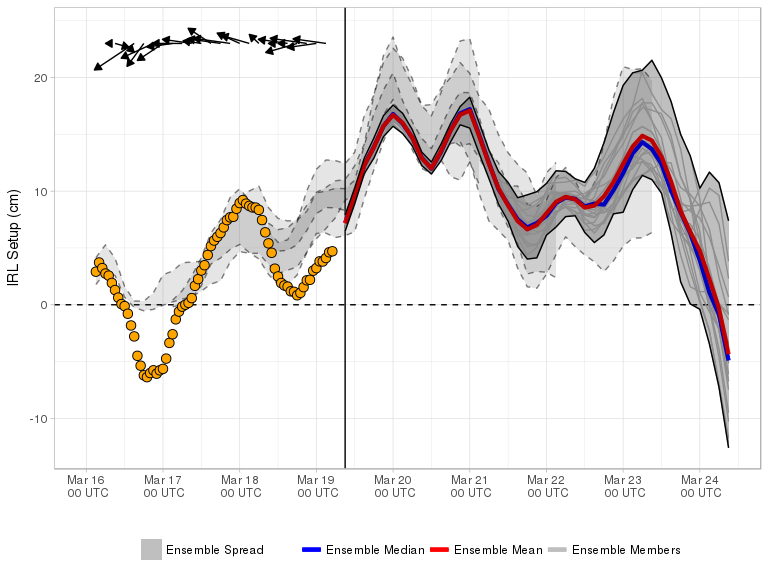 IRL Setup (cm)
20
10
0
-10
Mar 16
00 UTC
Mar 17
00 UTC
Mar 18
00 UTC
Mar 19
00 UTC
Mar 20
00 UTC
Mar 21
00 UTC
Mar 22
00 UTC
Mar 23
00 UTC
Mar 24
00 UTC
Ensemble Spread
Ensemble Median
Ensemble Mean
Ensemble Members